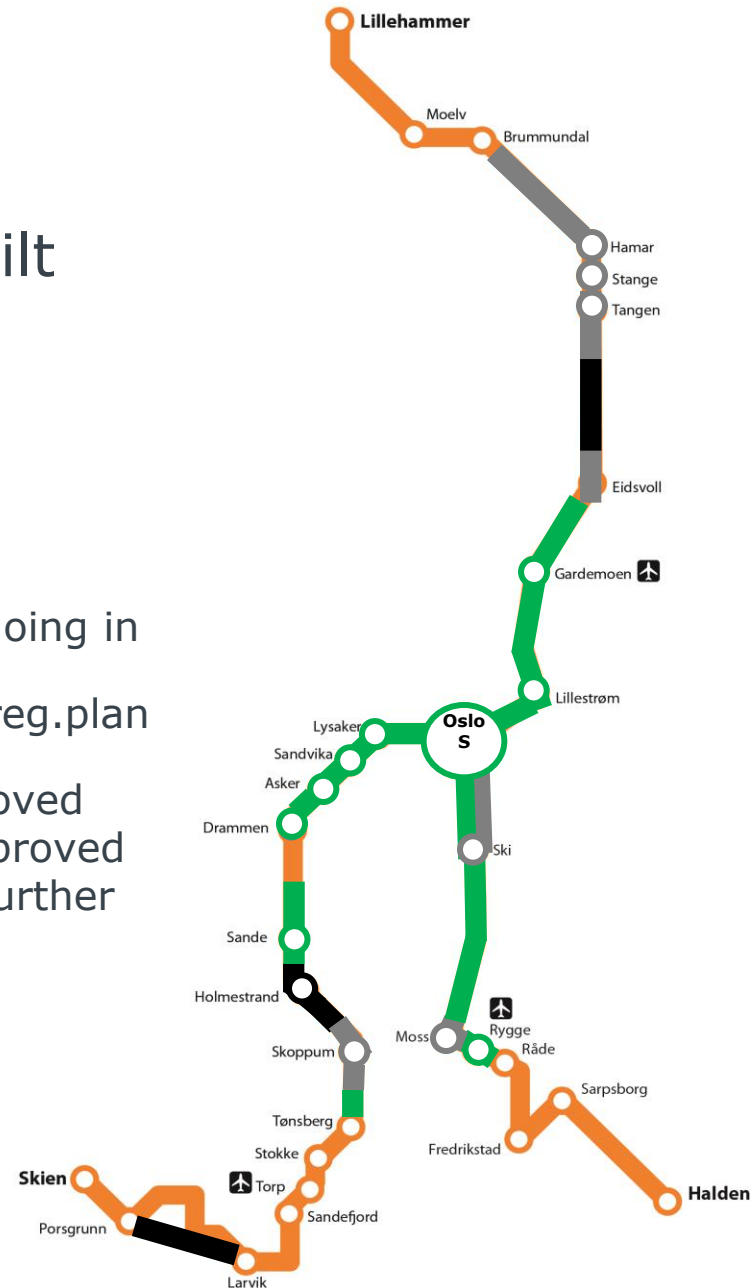 Lillehammer
Moelv
Brummundal
ilt
Hamar
Stange
Tangen
Eidsvoll
Gardemoen
oing in
reg.plan
Lillestrøm
Oslo
S
Lysaker
Sandvika
Asker
oved
Drammen
proved
Ski
urther
Sande
Holmestrand
Moss
Rygge
Råde
Skoppum
Sarpsborg
Tønsberg
Fredrikstad
Stokke
Skien
Torp
Halden
Sandefjord
Porsgrunn
Larvik